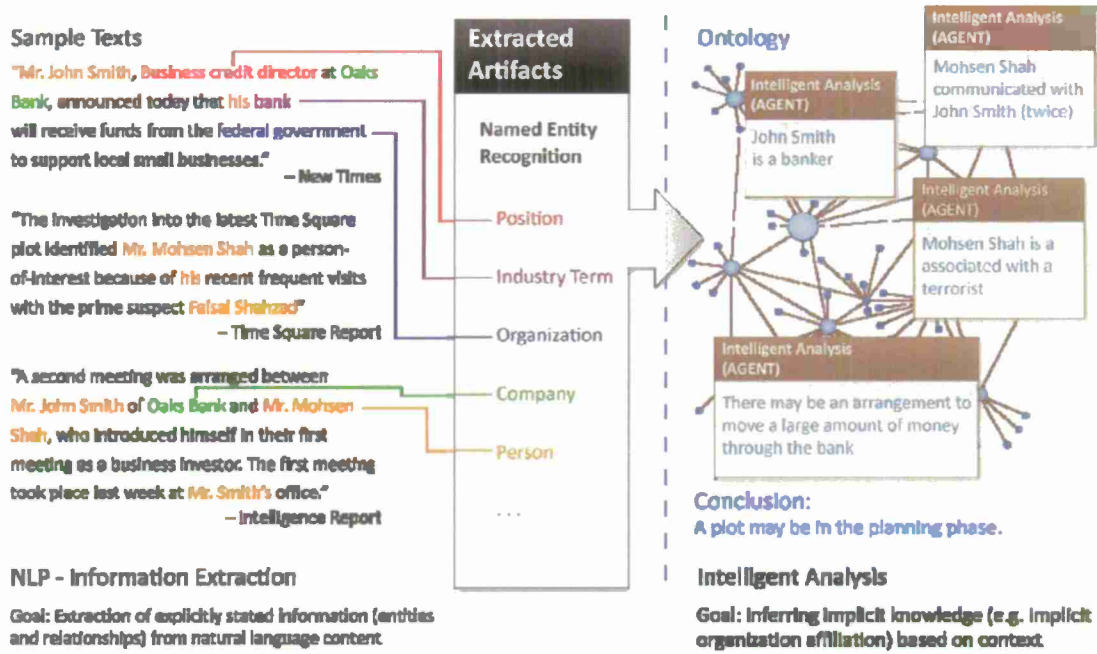 Sample Texts
"Mr. John Smith, Business credit director at Oaks
Bank, announced today that his bank
will receive funds from the federal government
to support local small businesses."
– New Times
"The investigation into the latest Time Square
plot identified Mr. Mohsen Shah as a person-
of-interest because of his recent frequent visits
with the prime suspect Faisal Shahzad"
– Time Square Report
"A second meeting was arranged between
Mr. John Smith of Oaks Bank and Mr. Mohsen
Shah, who introduced himself in their first
meeting as a business investor. The first meeting
took place last week at Mr. Smith's office."
– Intelligence Report
NLP - Information Extraction
Goal: Extraction of explicitly stated information (entities
and relationships) from natural language content
Extracted
Artifacts
Named Entity
Recognition
Position
Industry Term
Organization
Company
Person
...
Ontology
Intelligent Analysis
(AGENT)
Mohsen Shah
communicated with
John Smith (twice)
Intelligent Analysis
(AGENT)
John Smith
is a banker
Intelligent Analysis
(AGENT)
Mohsen Shah is a
associated with a
terrorist
Intelligent Analysis
(AGENT)
There may be an arrangement to
move a large amount of money
through the bank
Conclusion:
A plot may be in the planning phase.
Intelligent Analysis
Goal: Inferring implicit knowledge (e.g. implicit
organization affiliation) based on context